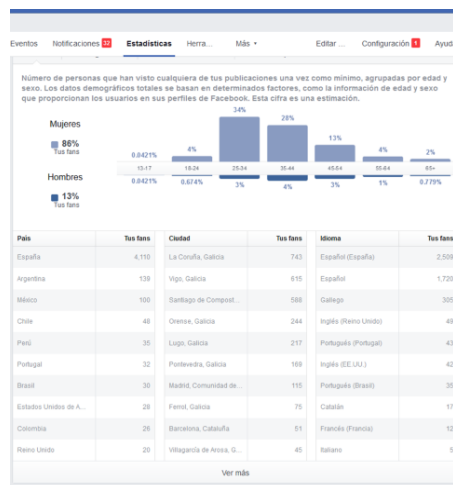 Eventos Notificaciones 32 Estadísticas Herra... Más Editar ... Configuración 1 Ayud
Número de personas que han visto cualquiera de tus publicaciones una vez como mínimo, agrupadas por edad y
sexo. Los datos demográficos totales se basan en determinados factores, como la información de edad y sexo
que proporcionan los usuarios en sus perfiles de Facebook. Esta cifra es una estimación.
Mujeres
86%
Tus fans
0.0421% 4% 34% 28% 13% 4% 2%
13-17 18-24 25-34 35-44 45-54 55-64 65+
Hombres
13%
Tus fans
0.0421% 0.674% 3% 4% 3% 1% 0.779%
País Tus fans Ciudad Tus fans Idioma Tus fans
España 4,110 La Coruña, Galicia 743 Español (España) 2,509
Argentina 139 Vigo, Galicia 615 Español 1,720
México 100 Santiago de Compost... 588 Gallego 305
Chile 48 Orense, Galicia 244 Inglés (Reino Unido) 49
Perú 35 Lugo, Galicia 217 Portugués (Portugal) 43
Portugal 32 Pontevedra, Galicia 169 Inglés (EE.UU.) 42
Brasil 30 Madrid, Comunidad de... 115 Portugués (Brasil) 35
Estados Unidos de A... 28 Ferrol, Galicia 75 Catalán 17
Colombia 26 Barcelona, Cataluña 51 Francés (Francia) 12
Reino Unido 20 Villagarcía de Arosa, G... 45 Italiano 5
Ver más